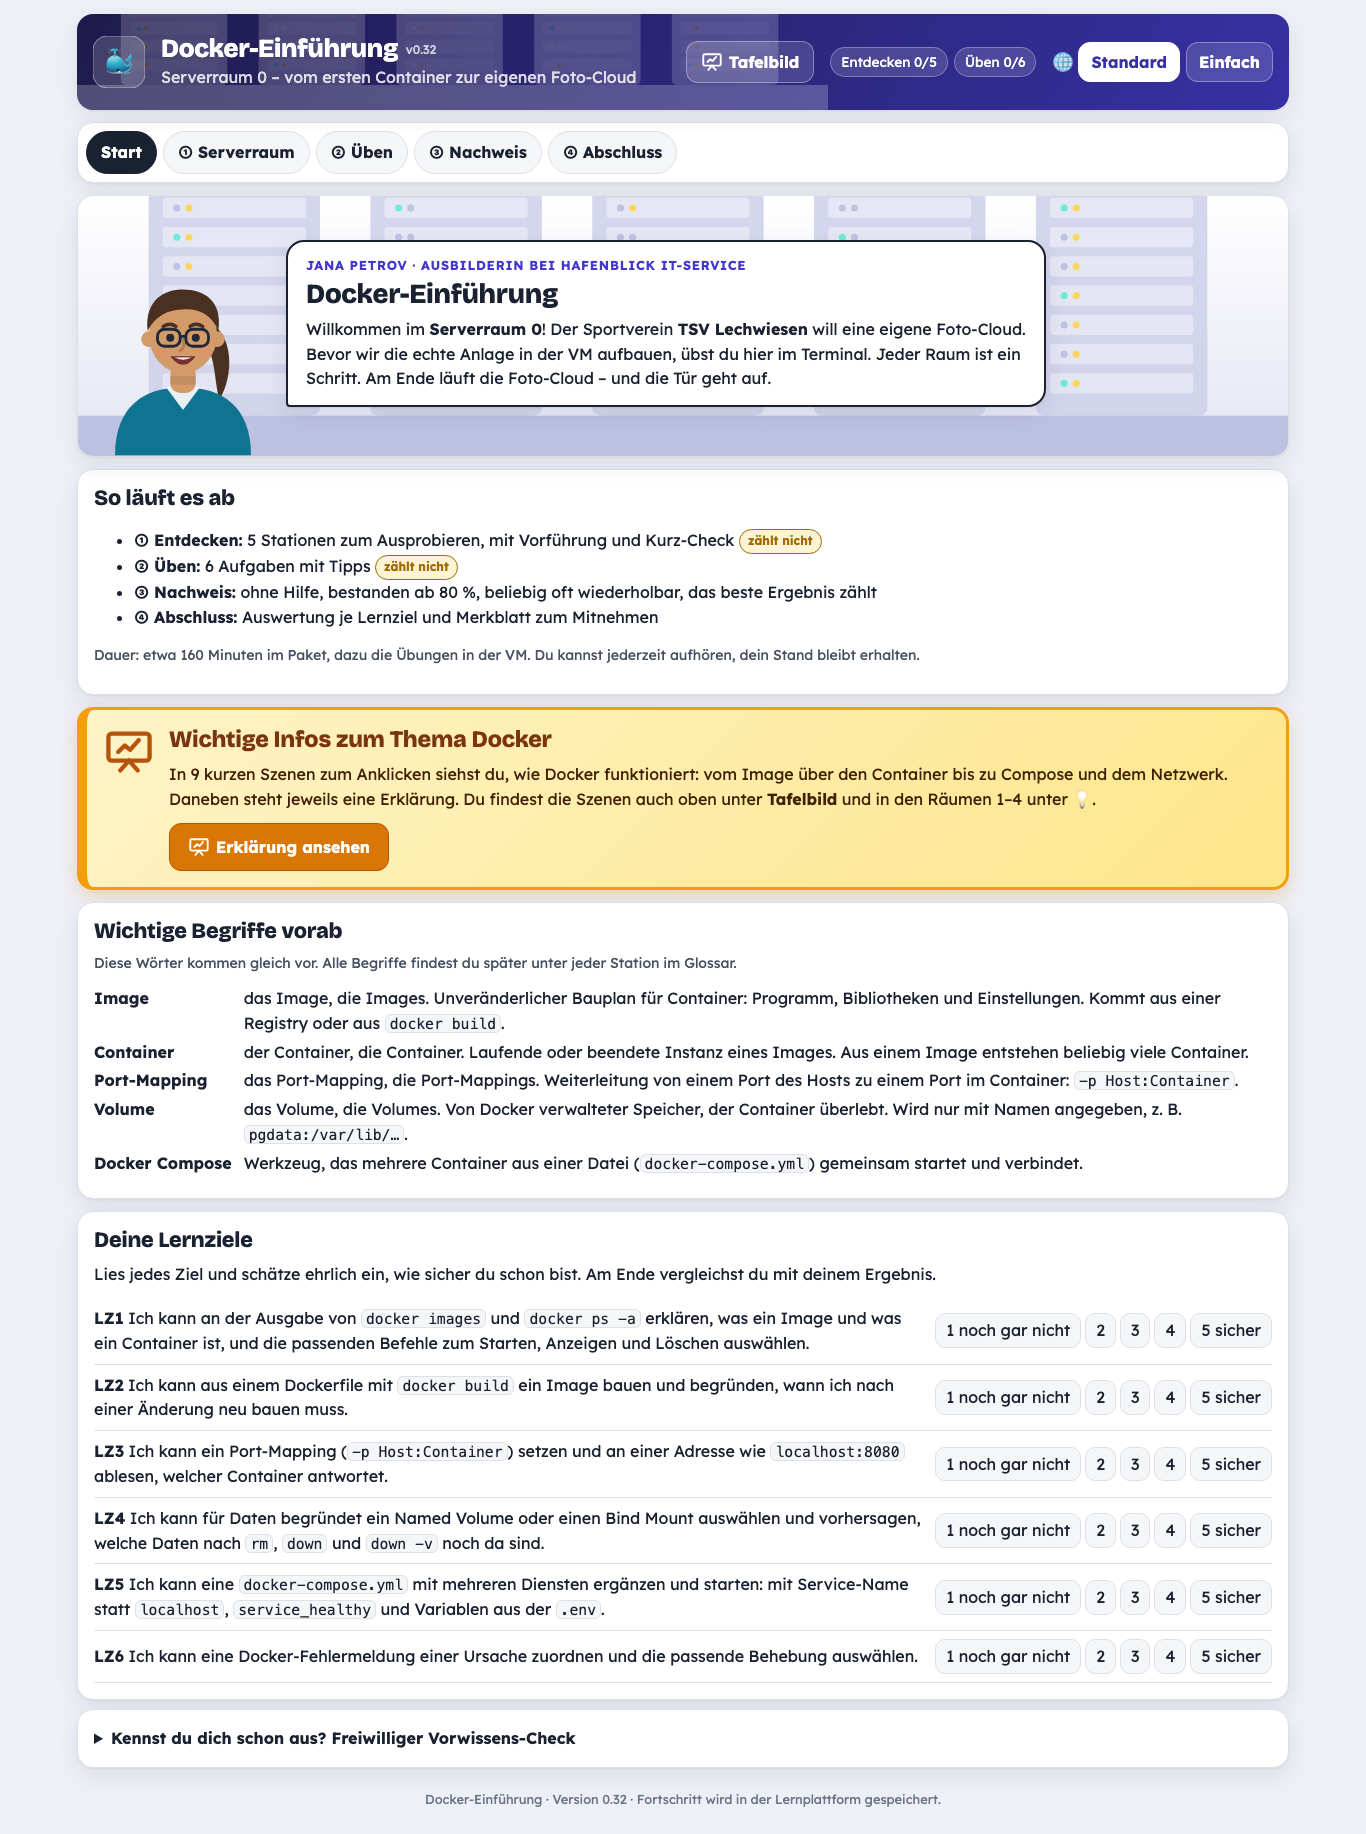 Docker-Einführung v0.32
Serverraum 0 – vom ersten Container zur eigenen Foto-Cloud
Tafelbild
Entdecken 0/5
Üben 0/6
Standard
Einfach
Start
① Serverraum
② Üben
③ Nachweis
④ Abschluss
JANA PETROV · AUSBILDERIN BEI HAFENBLICK IT-SERVICE
Docker-Einführung
Willkommen im Serverraum 0! Der Sportverein TSV Lechwiesen will eine eigene Foto-Cloud.
Bevor wir die echte Anlage in der VM aufbauen, übst du hier im Terminal. Jeder Raum ist ein
Schritt. Am Ende läuft die Foto-Cloud – und die Tür geht auf.
So läuft es ab
• ① Entdecken: 5 Stationen zum Ausprobieren, mit Vorführung und Kurz-Check zählt nicht
• ② Üben: 6 Aufgaben mit Tipps zählt nicht
• ③ Nachweis: ohne Hilfe, bestanden ab 80 %, beliebig oft wiederholbar, das beste Ergebnis zählt
• ④ Abschluss: Auswertung je Lernziel und Merkblatt zum Mitnehmen
Dauer: etwa 160 Minuten im Paket, dazu die Übungen in der VM. Du kannst jederzeit aufhören, dein Stand bleibt erhalten.
Wichtige Infos zum Thema Docker
In 9 kurzen Szenen zum Anklicken siehst du, wie Docker funktioniert: vom Image über den Container bis zu Compose und dem Netzwerk.
Daneben steht jeweils eine Erklärung. Du findest die Szenen auch oben unter Tafelbild und in den Räumen 1–4 unter 💡.
Erklärung ansehen
Wichtige Begriffe vorab
Diese Wörter kommen gleich vor. Alle Begriffe findest du später unter jeder Station im Glossar.
Image das Image, die Images. Unveränderlicher Bauplan für Container: Programm, Bibliotheken und Einstellungen. Kommt aus einer
Registry oder aus docker build.
Container der Container, die Container. Laufende oder beendete Instanz eines Images. Aus einem Image entstehen beliebig viele Container.
Port-Mapping das Port-Mapping, die Port-Mappings. Weiterleitung von einem Port des Hosts zu einem Port im Container: -p Host:Container.
Volume das Volume, die Volumes. Von Docker verwalteter Speicher, der Container überlebt. Wird nur mit Namen angegeben, z. B.
pgdata:/var/lib/….
Docker Compose Werkzeug, das mehrere Container aus einer Datei (docker-compose.yml) gemeinsam startet und verbindet.
Deine Lernziele
Lies jedes Ziel und schätze ehrlich ein, wie sicher du schon bist. Am Ende vergleichst du mit deinem Ergebnis.
LZ1 Ich kann an der Ausgabe von docker images und docker ps -a erklären, was ein Image und was
ein Container ist, und die passenden Befehle zum Starten, Anzeigen und Löschen auswählen.
1 noch gar nicht 2 3 4 5 sicher
LZ2 Ich kann aus einem Dockerfile mit docker build ein Image bauen und begründen, wann ich nach
einer Änderung neu bauen muss.
1 noch gar nicht 2 3 4 5 sicher
LZ3 Ich kann ein Port-Mapping (-p Host:Container) setzen und an einer Adresse wie localhost:8080
ablesen, welcher Container antwortet.
1 noch gar nicht 2 3 4 5 sicher
LZ4 Ich kann für Daten begründet ein Named Volume oder einen Bind Mount auswählen und vorhersagen,
welche Daten nach rm, down und down -v noch da sind.
1 noch gar nicht 2 3 4 5 sicher
LZ5 Ich kann eine docker-compose.yml mit mehreren Diensten ergänzen und starten: mit Service-Name
statt localhost, service_healthy und Variablen aus der .env.
1 noch gar nicht 2 3 4 5 sicher
LZ6 Ich kann eine Docker-Fehlermeldung einer Ursache zuordnen und die passende Behebung auswählen.
1 noch gar nicht 2 3 4 5 sicher
▶ Kennst du dich schon aus? Freiwilliger Vorwissens-Check
Docker-Einführung · Version 0.32 · Fortschritt wird in der Lernplattform gespeichert.